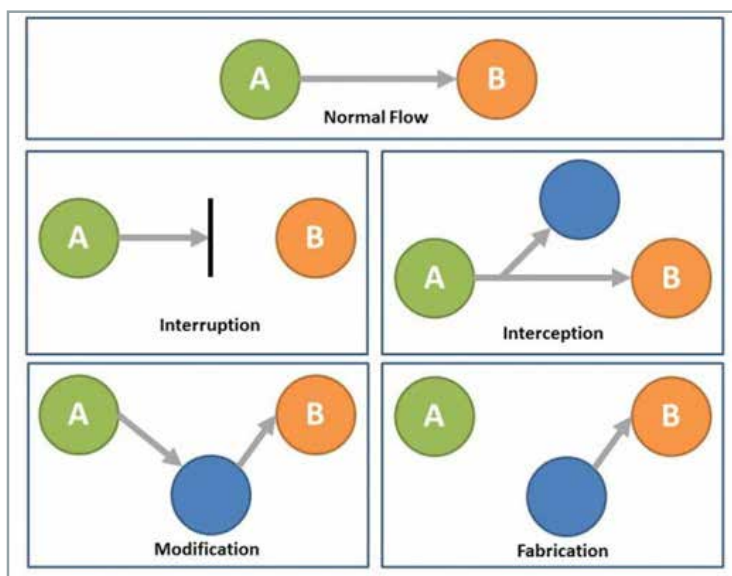 A B
Normal Flow
A B
Interruption
A B
Interception
A B
Modification
A B
Fabrication